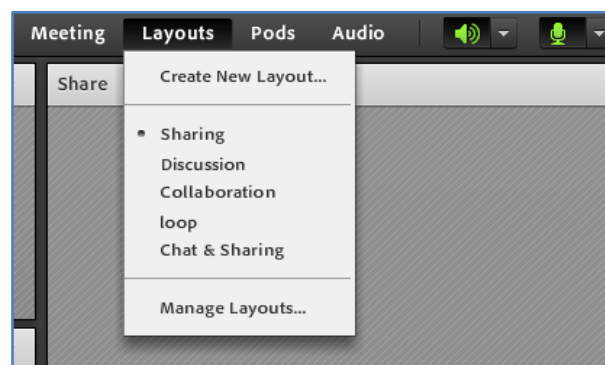 Meeting Layouts Pods Audio
Share
Create New Layout...
Sharing
Discussion
Collaboration
loop
Chat & Sharing
Manage Layouts...